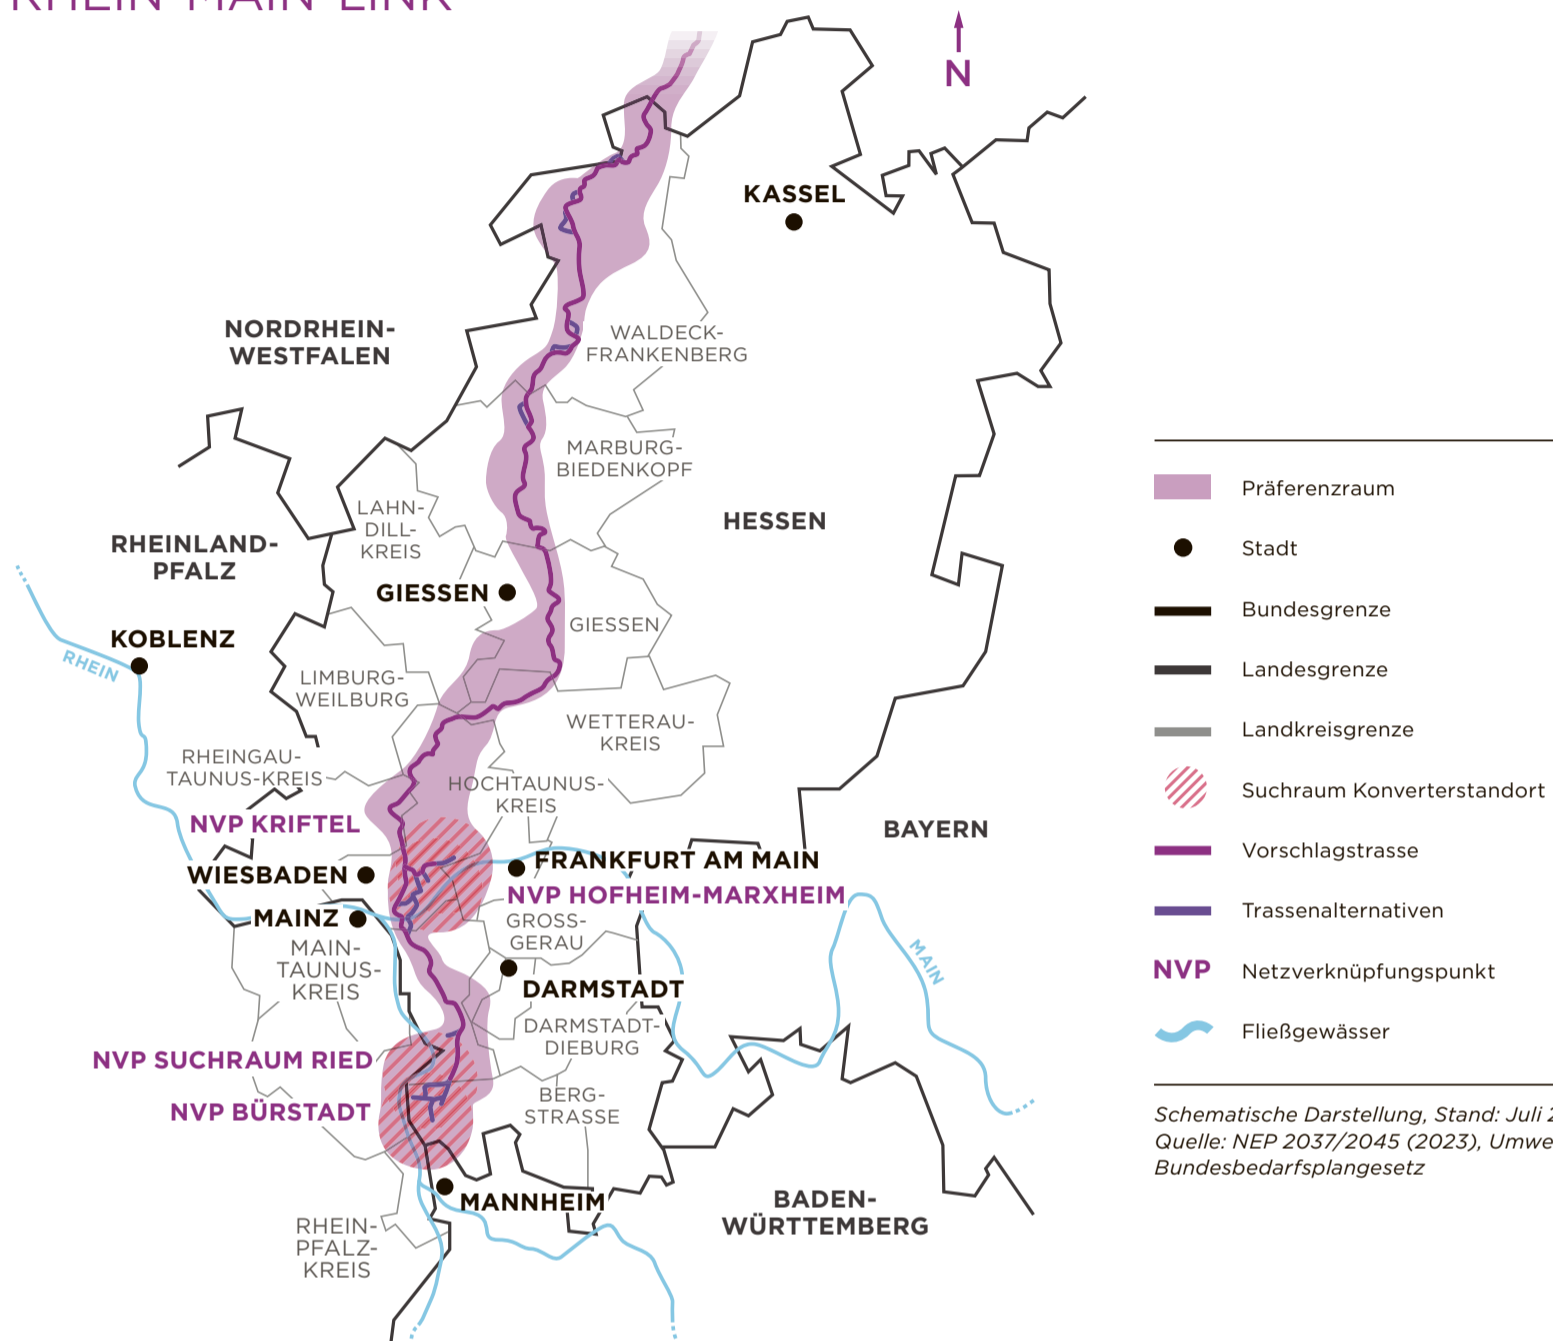 RHEIN-MAIN-LINK
N
KASSEL
NORDRHEIN-
WESTFALEN
WALDECK-
FRANKENBERG
MARBURG-
BIEDENKOPF
LAHN-
DILL-
KREIS
HESSEN
RHEINLAND-
PFALZ
GIESSEN
GIESSEN
KOBLENZ
RHEIN
LIMBURG-
WEILBURG
WETTERAU-
KREIS
RHEINGAU-
TAUNUS-KREIS
HOCHTAUNUS-
KREIS
NVP KRIFTEL
BAYERN
FRANKFURT AM MAIN
WIESBADEN
NVP HOFHEIM-MARXHEIM
MAINZ
GROSS-
GERAU
MAIN-
TAUNUS-
KREIS
MAIN
DARMSTADT
DARMSTADT-
DIEBURG
NVP SUCHRAUM RIED
NVP BÜRSTADT
BERG-
STRASSE
MANNHEIM
BADEN-
WÜRTTEMBERG
RHEIN-
PFALZ-
KREIS
Präferenzraum
Stadt
Bundesgrenze
Landesgrenze
Landkreisgrenze
Suchraum Konverterstandort
Vorschlagstrasse
Trassenalternativen
NVP Netzverknüpfungspunkt
Fließgewässer
Schematische Darstellung, Stand: Juli
Quelle: NEP 2037/2045 (2023),
Bundesbedarfsplangesetz